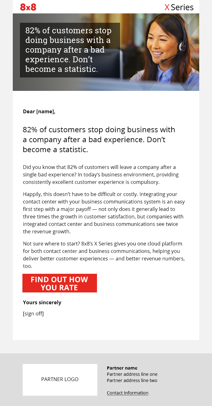 8x8
X Series
82% of customers stop
doing business with a
company after a bad
experience. Don't
become a statistic.
Dear [name],
82% of customers stop doing business with
a company after a bad experience. Don't
become a statistic.
Did you know that 82% of customers will leave a company after a
single bad experience? In today's business environment, providing
consistently excellent customer experience is compulsory.
Happily, this doesn't have to be difficult or costly. Integrating your
contact center with your business communications system is an easy
first step with a major payoff — not only does it generally lead to
three times the growth in customer satisfaction, but companies with
integrated contact center and business communications see twice
the revenue growth.
Not sure where to start? 8x8's X Series gives you one cloud platform
for both contact center and business communications, helping you
deliver better customer experiences — and better revenue numbers,
too.
FIND OUT HOW
YOU RATE
Yours sincerely
[sign off]
PARTNER LOGO
Partner name
Partner address line one
Partner address line two
Contact information